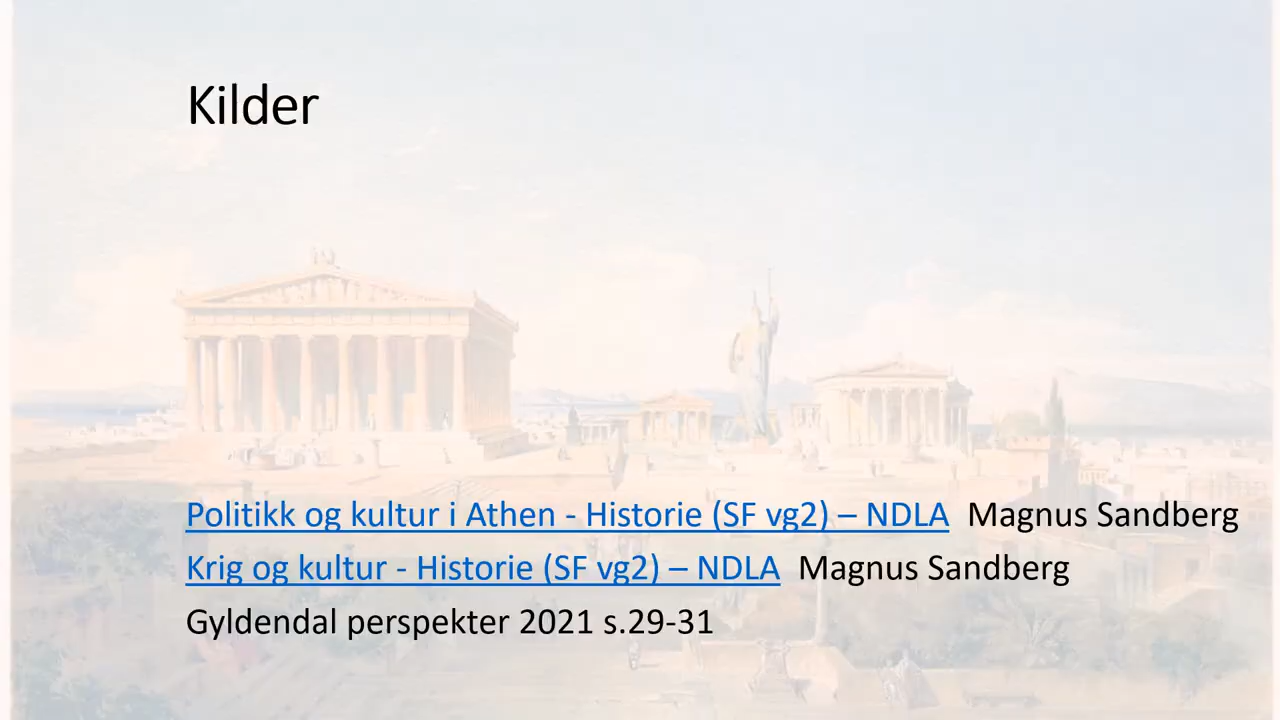 Kilder
Politikk og kultur i Athen - Historie (SF vg2) – NDLA  Magnus Sandberg
Krig og kultur - Historie (SF vg2) – NDLA  Magnus Sandberg
Gyldendal perspekter 2021 s.29-31